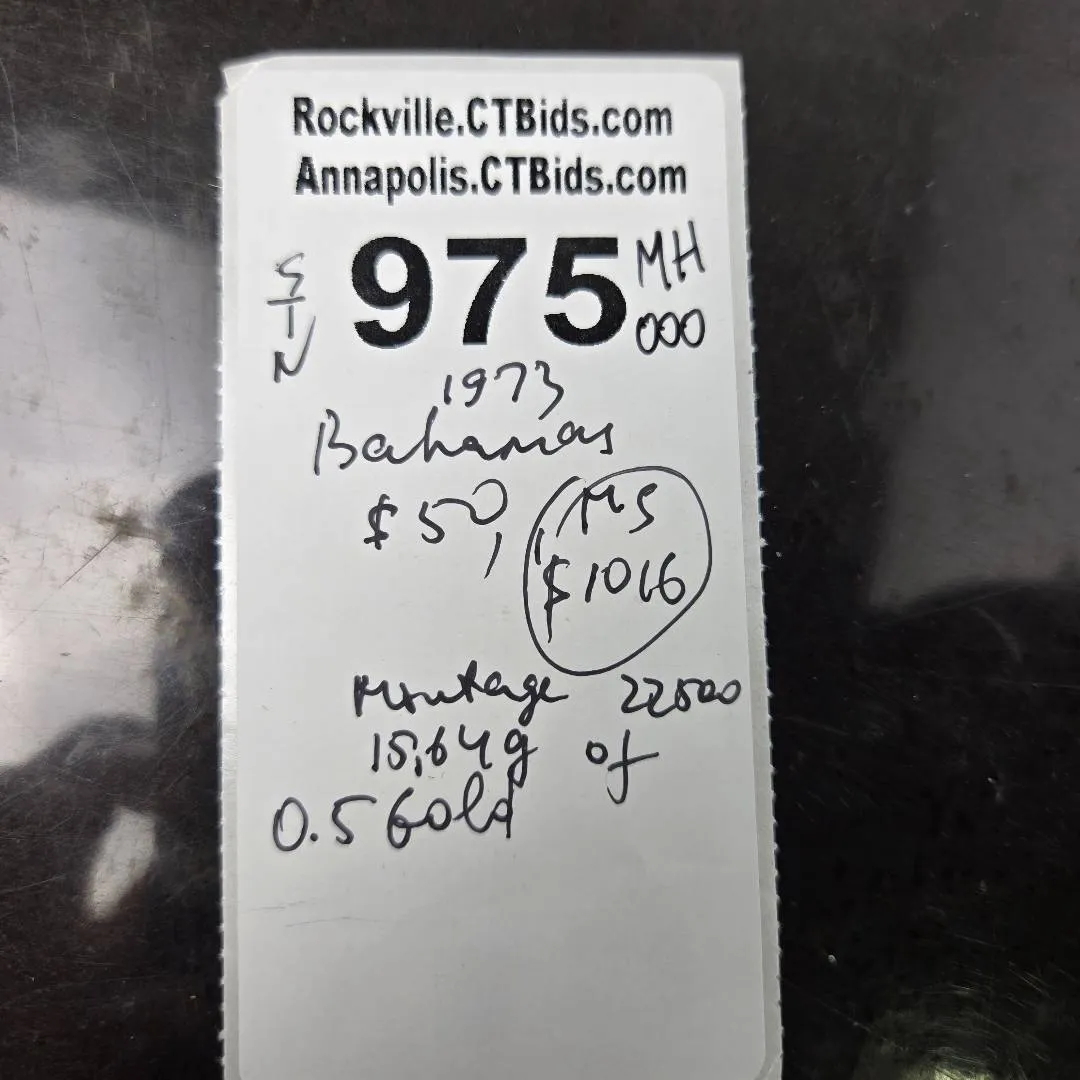 Rockville.CTBids.com
Annapolis.CTBids.com
975 MH
000
1973
Bahamas
$50, MS
$1016
Mintage 22500
15,64g of
0.5 Gold